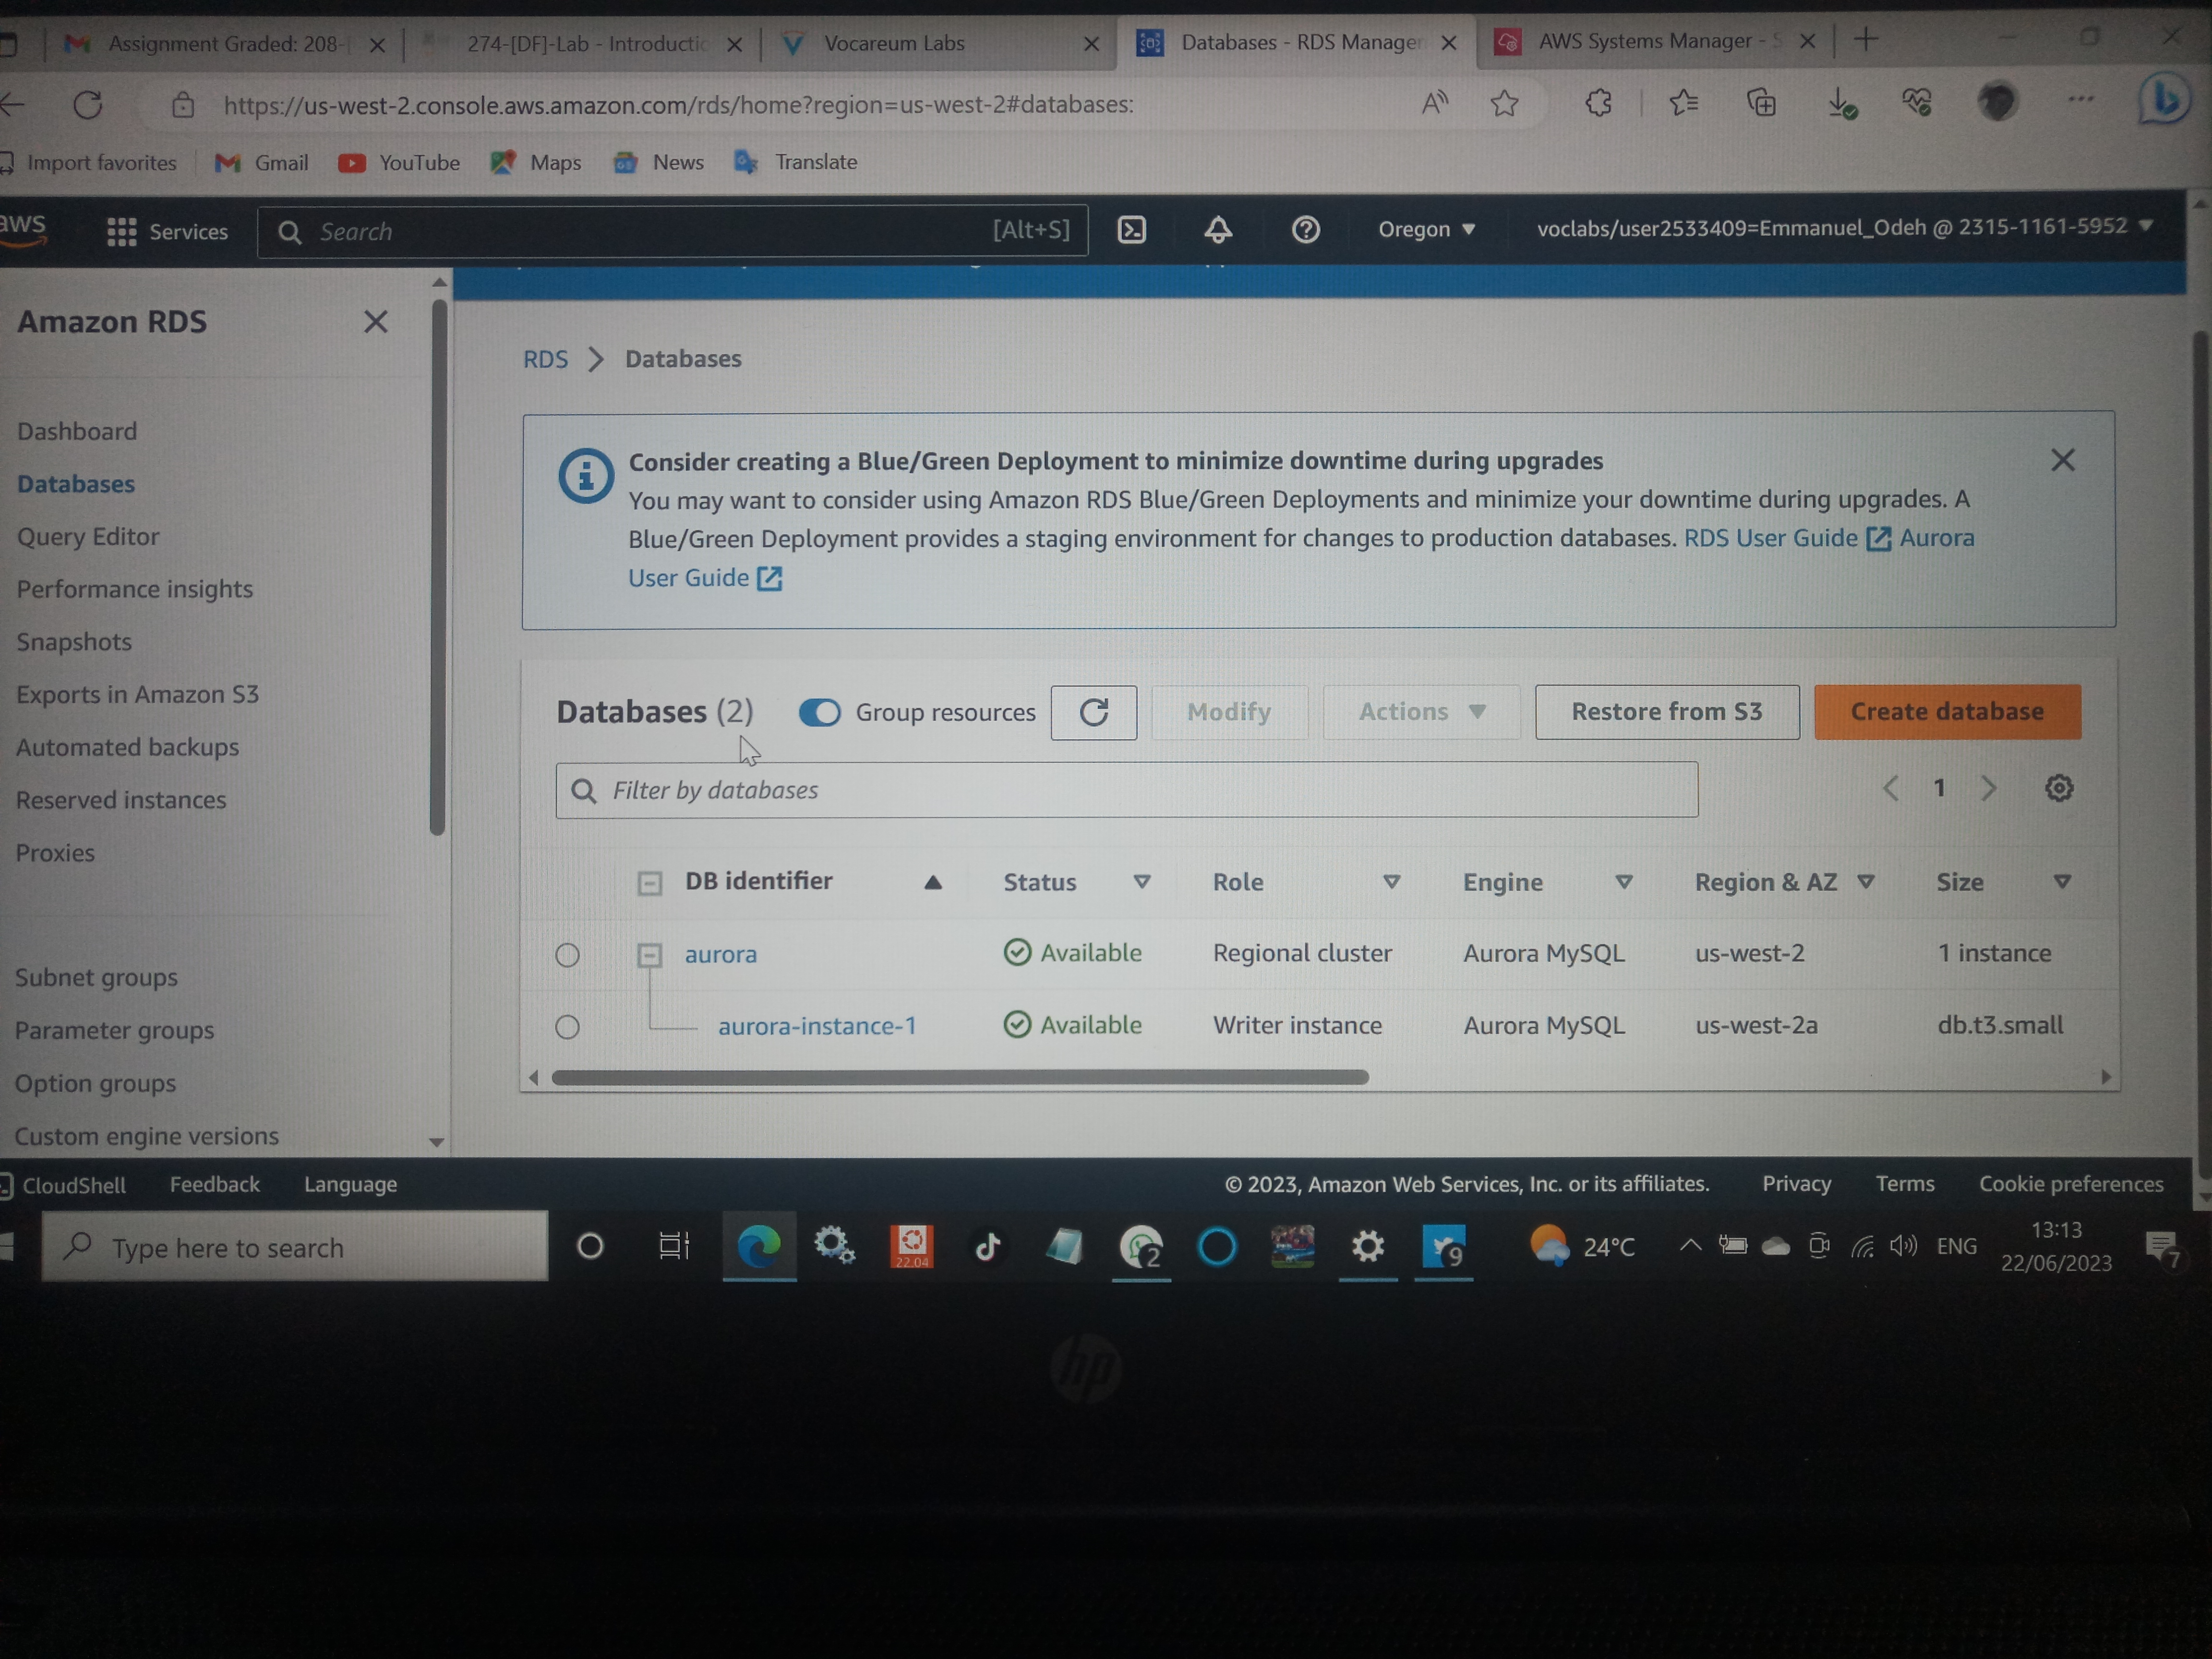 Assignment Graded: 208-
274-[DF]-Lab - Introductio
Vocareum Labs
Databases - RDS Manager
AWS Systems Manager - S
https://us-west-2.console.aws.amazon.com/rds/home?region=us-west-2#databases:
Import favorites
Gmail
YouTube
Maps
News
Translate
aws
Services
Search
[Alt+S]
Oregon
voclabs/user2533409=Emmanuel_Odeh @ 2315-1161-5952
Amazon RDS
Dashboard
Databases
Query Editor
Performance insights
Snapshots
Exports in Amazon S3
Automated backups
Reserved instances
Proxies
Subnet groups
Parameter groups
Option groups
Custom engine versions
RDS > Databases
Consider creating a Blue/Green Deployment to minimize downtime during upgrades
You may want to consider using Amazon RDS Blue/Green Deployments and minimize your downtime during upgrades. A
Blue/Green Deployment provides a staging environment for changes to production databases. RDS User Guide Aurora
User Guide
Databases (2)
Group resources
Modify
Actions
Restore from S3
Create database
Filter by databases
1
DB identifier Status Role Engine Region & AZ Size
aurora Available Regional cluster Aurora MySQL us-west-2 1 instance
aurora-instance-1 Available Writer instance Aurora MySQL us-west-2a db.t3.small
CloudShell
Feedback
Language
© 2023, Amazon Web Services, Inc. or its affiliates.
Privacy
Terms
Cookie preferences
Type here to search
22.04
2
9
24°C
ENG
13:13
22/06/2023
7
hp